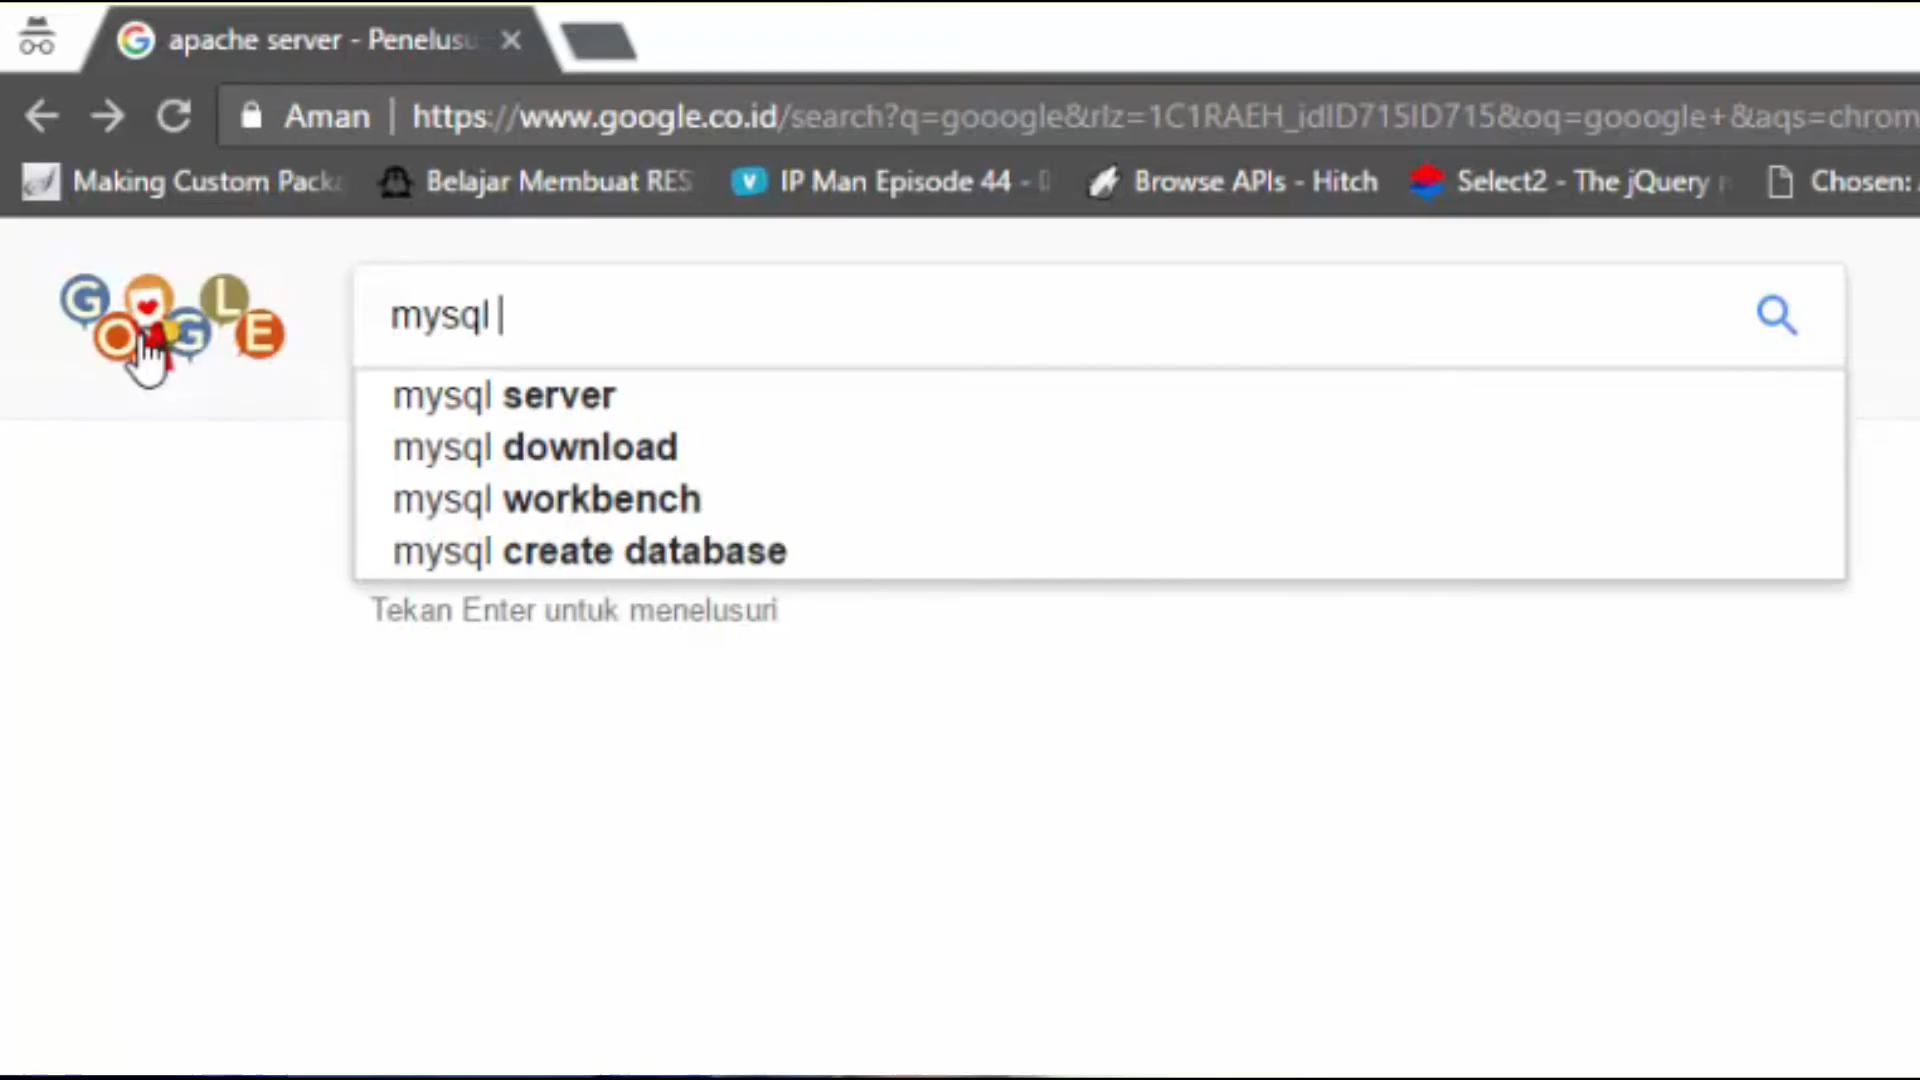 apache server - Penelusu
Aman | https://www.google.co.id/search?q=gooogle&rlz=1C1RAEH_idID715ID715&oq=gooogle+&aqs=chrom
Making Custom Packa Belajar Membuat RES IP Man Episode 44 - Browse APIs - Hitch Select2 - The jQuery Chosen:
GOOGLE mysql
mysql server
mysql download
mysql workbench
mysql create database
Tekan Enter untuk menelusuri